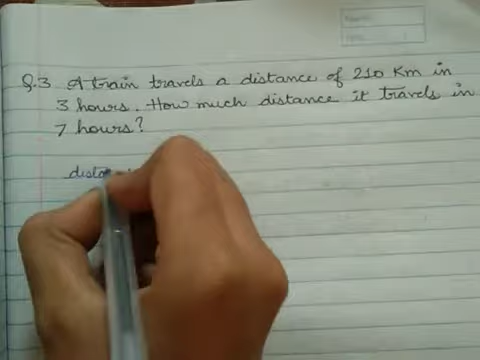 Q.3 A train travels a distance of 210 Km in
3 hours. How much distance it travels in
7 hours?